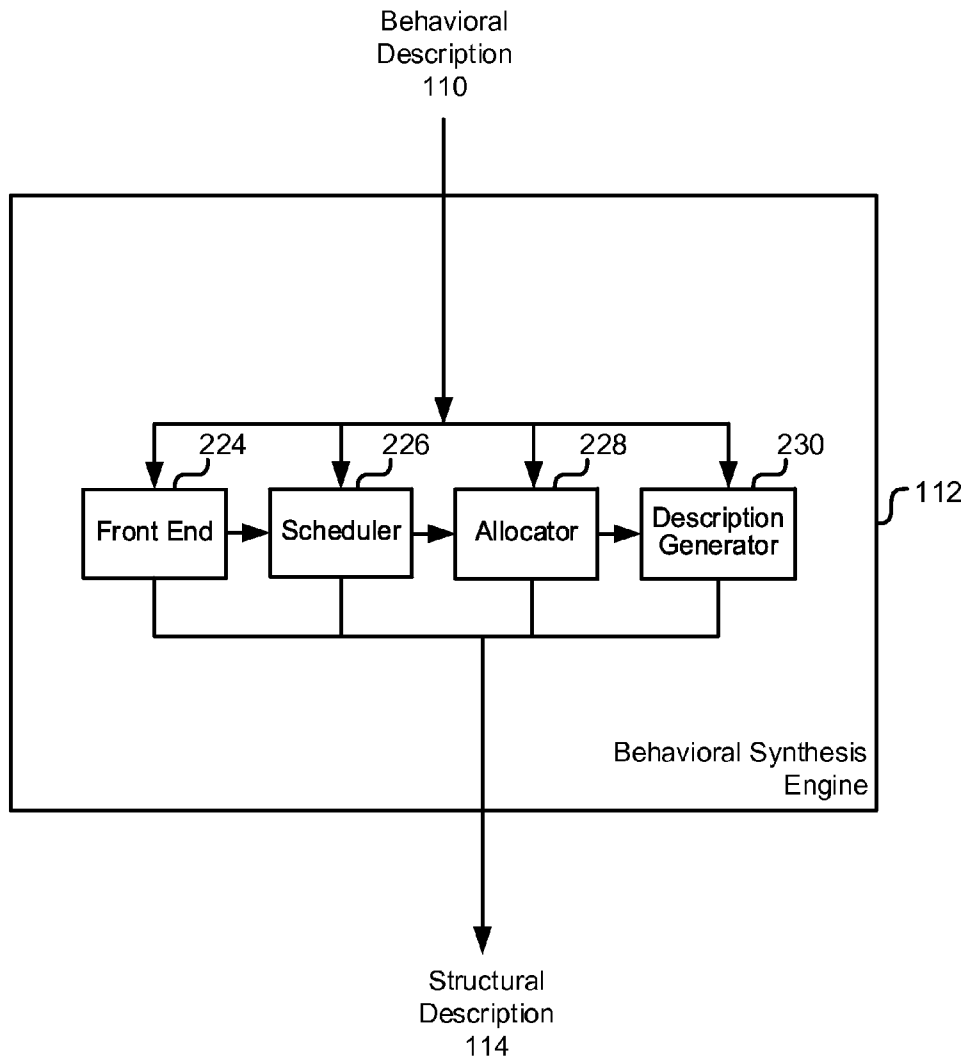 Behavioral
Description
110
224
226
228
230
112
Front End
Scheduler
Allocator
Description
Generator
Behavioral Synthesis
Engine
Structural
Description
114